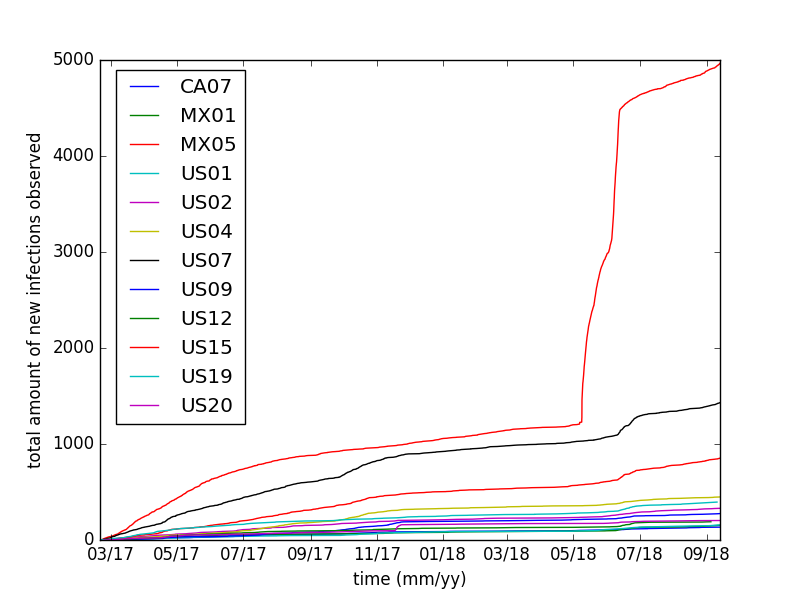 5000
4000
3000
2000
1000
0
total amount of new infections observed
CA07
MX01
MX05
US01
US02
US04
US07
US09
US12
US15
US19
US20
03/17 05/17 07/17 09/17 11/17 01/18 03/18 05/18 07/18 09/18
time (mm/yy)